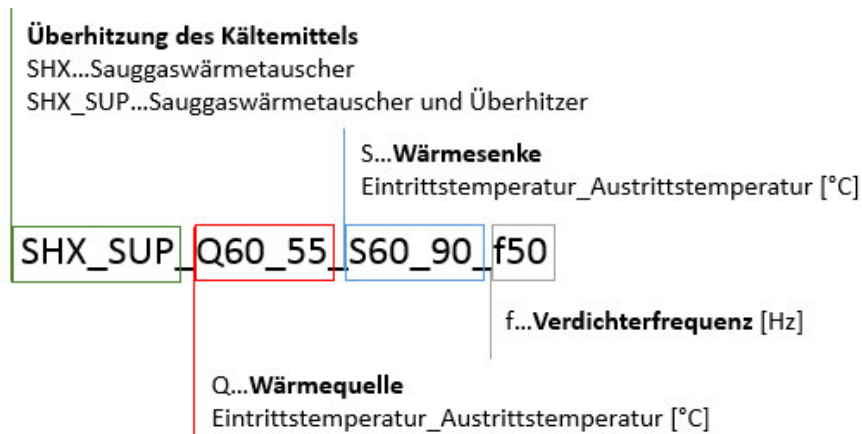 Überhitzung des Kältemittels
SHX...Sauggaswärmetauscher
SHX_SUP...Sauggaswärmetauscher und Überhitzer
S...Wärmesenke
Eintrittstemperatur_Austrittstemperatur [°C]
SHX_SUP_Q60_55_S60_90_f50
f...Verdichterfrequenz [Hz]
Q...Wärmequelle
Eintrittstemperatur_Austrittstemperatur [°C]